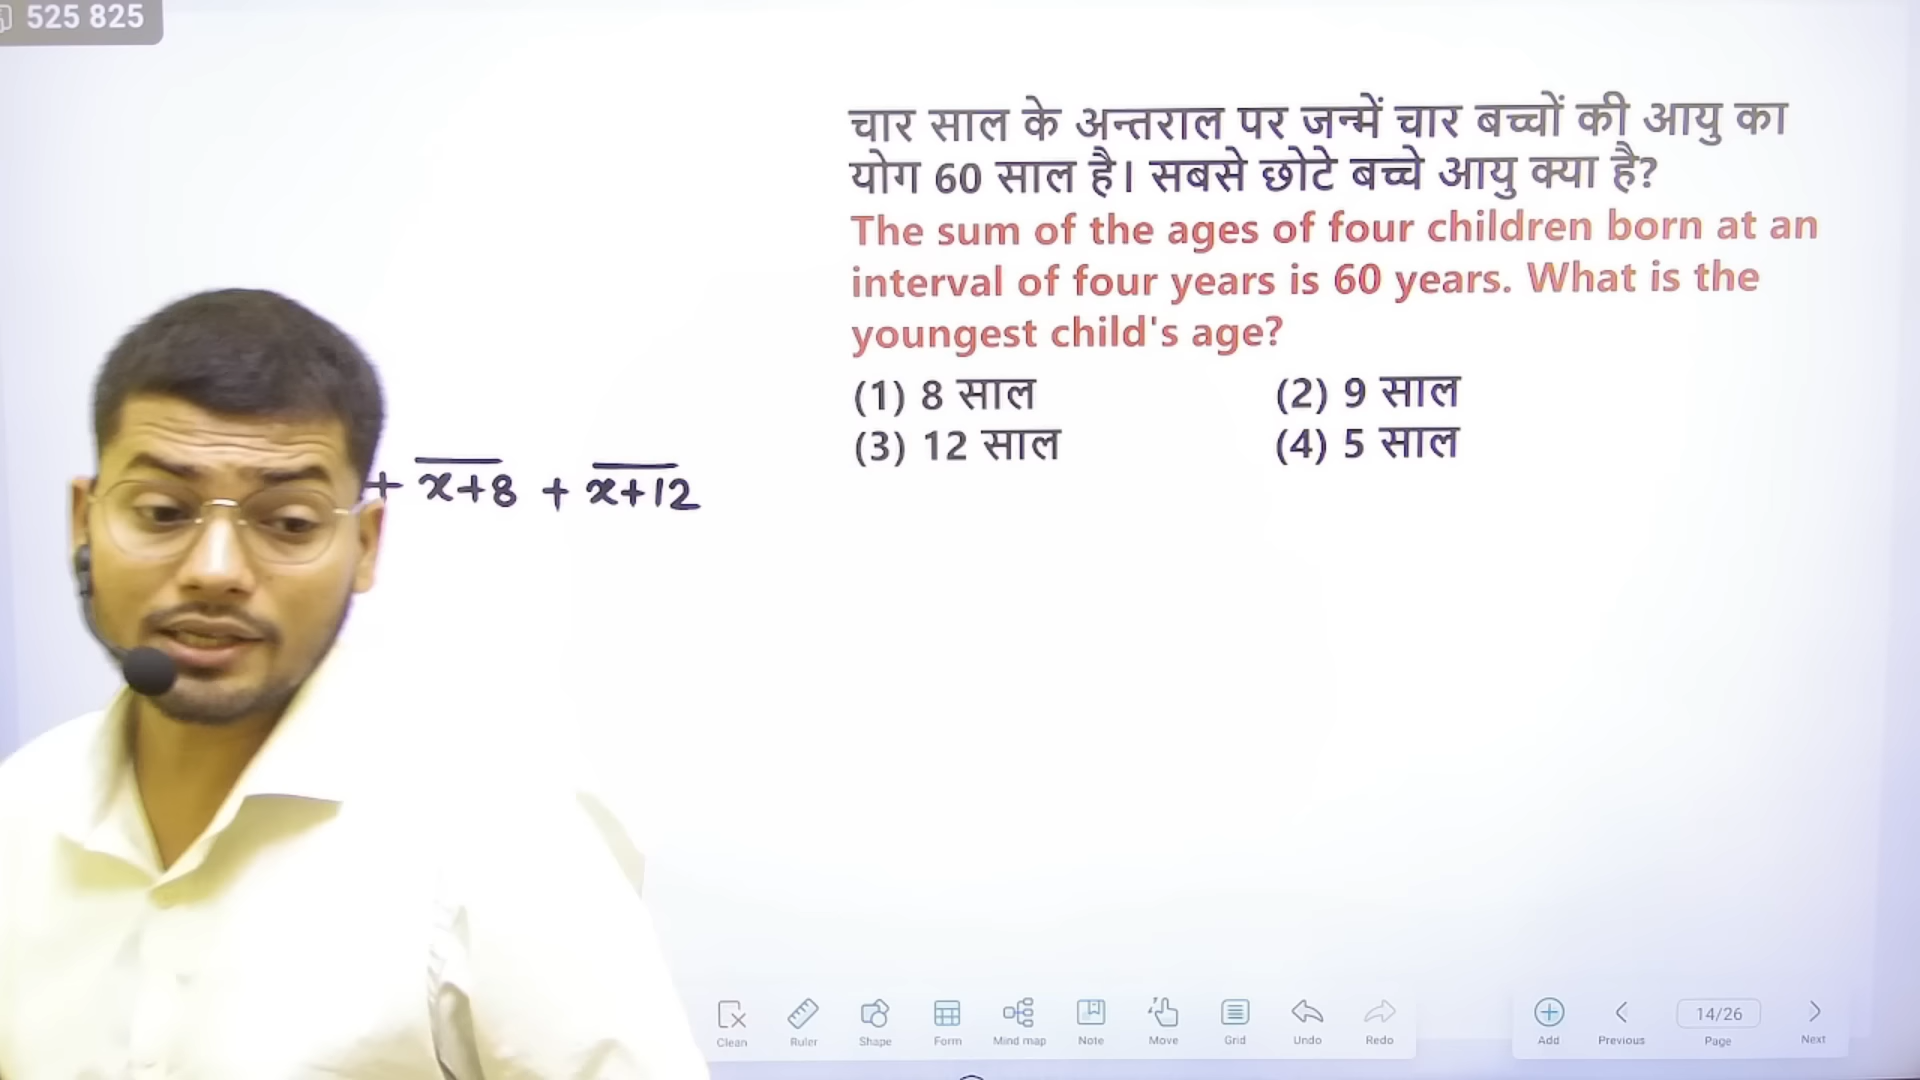 525 825
चार साल के अन्तराल पर जन्में चार बच्चों की आयु का
योग 60 साल है। सबसे छोटे बच्चे आयु क्या है?
The sum of the ages of four children born at an
interval of four years is 60 years. What is the
youngest child's age?
(1) 8 साल (2) 9 साल
(3) 12 साल (4) 5 साल
+ x+8 + x+12
Clean Ruler Shape Form Mind map Note Move Grid Undo Redo Add Previous 14/26 Page Next